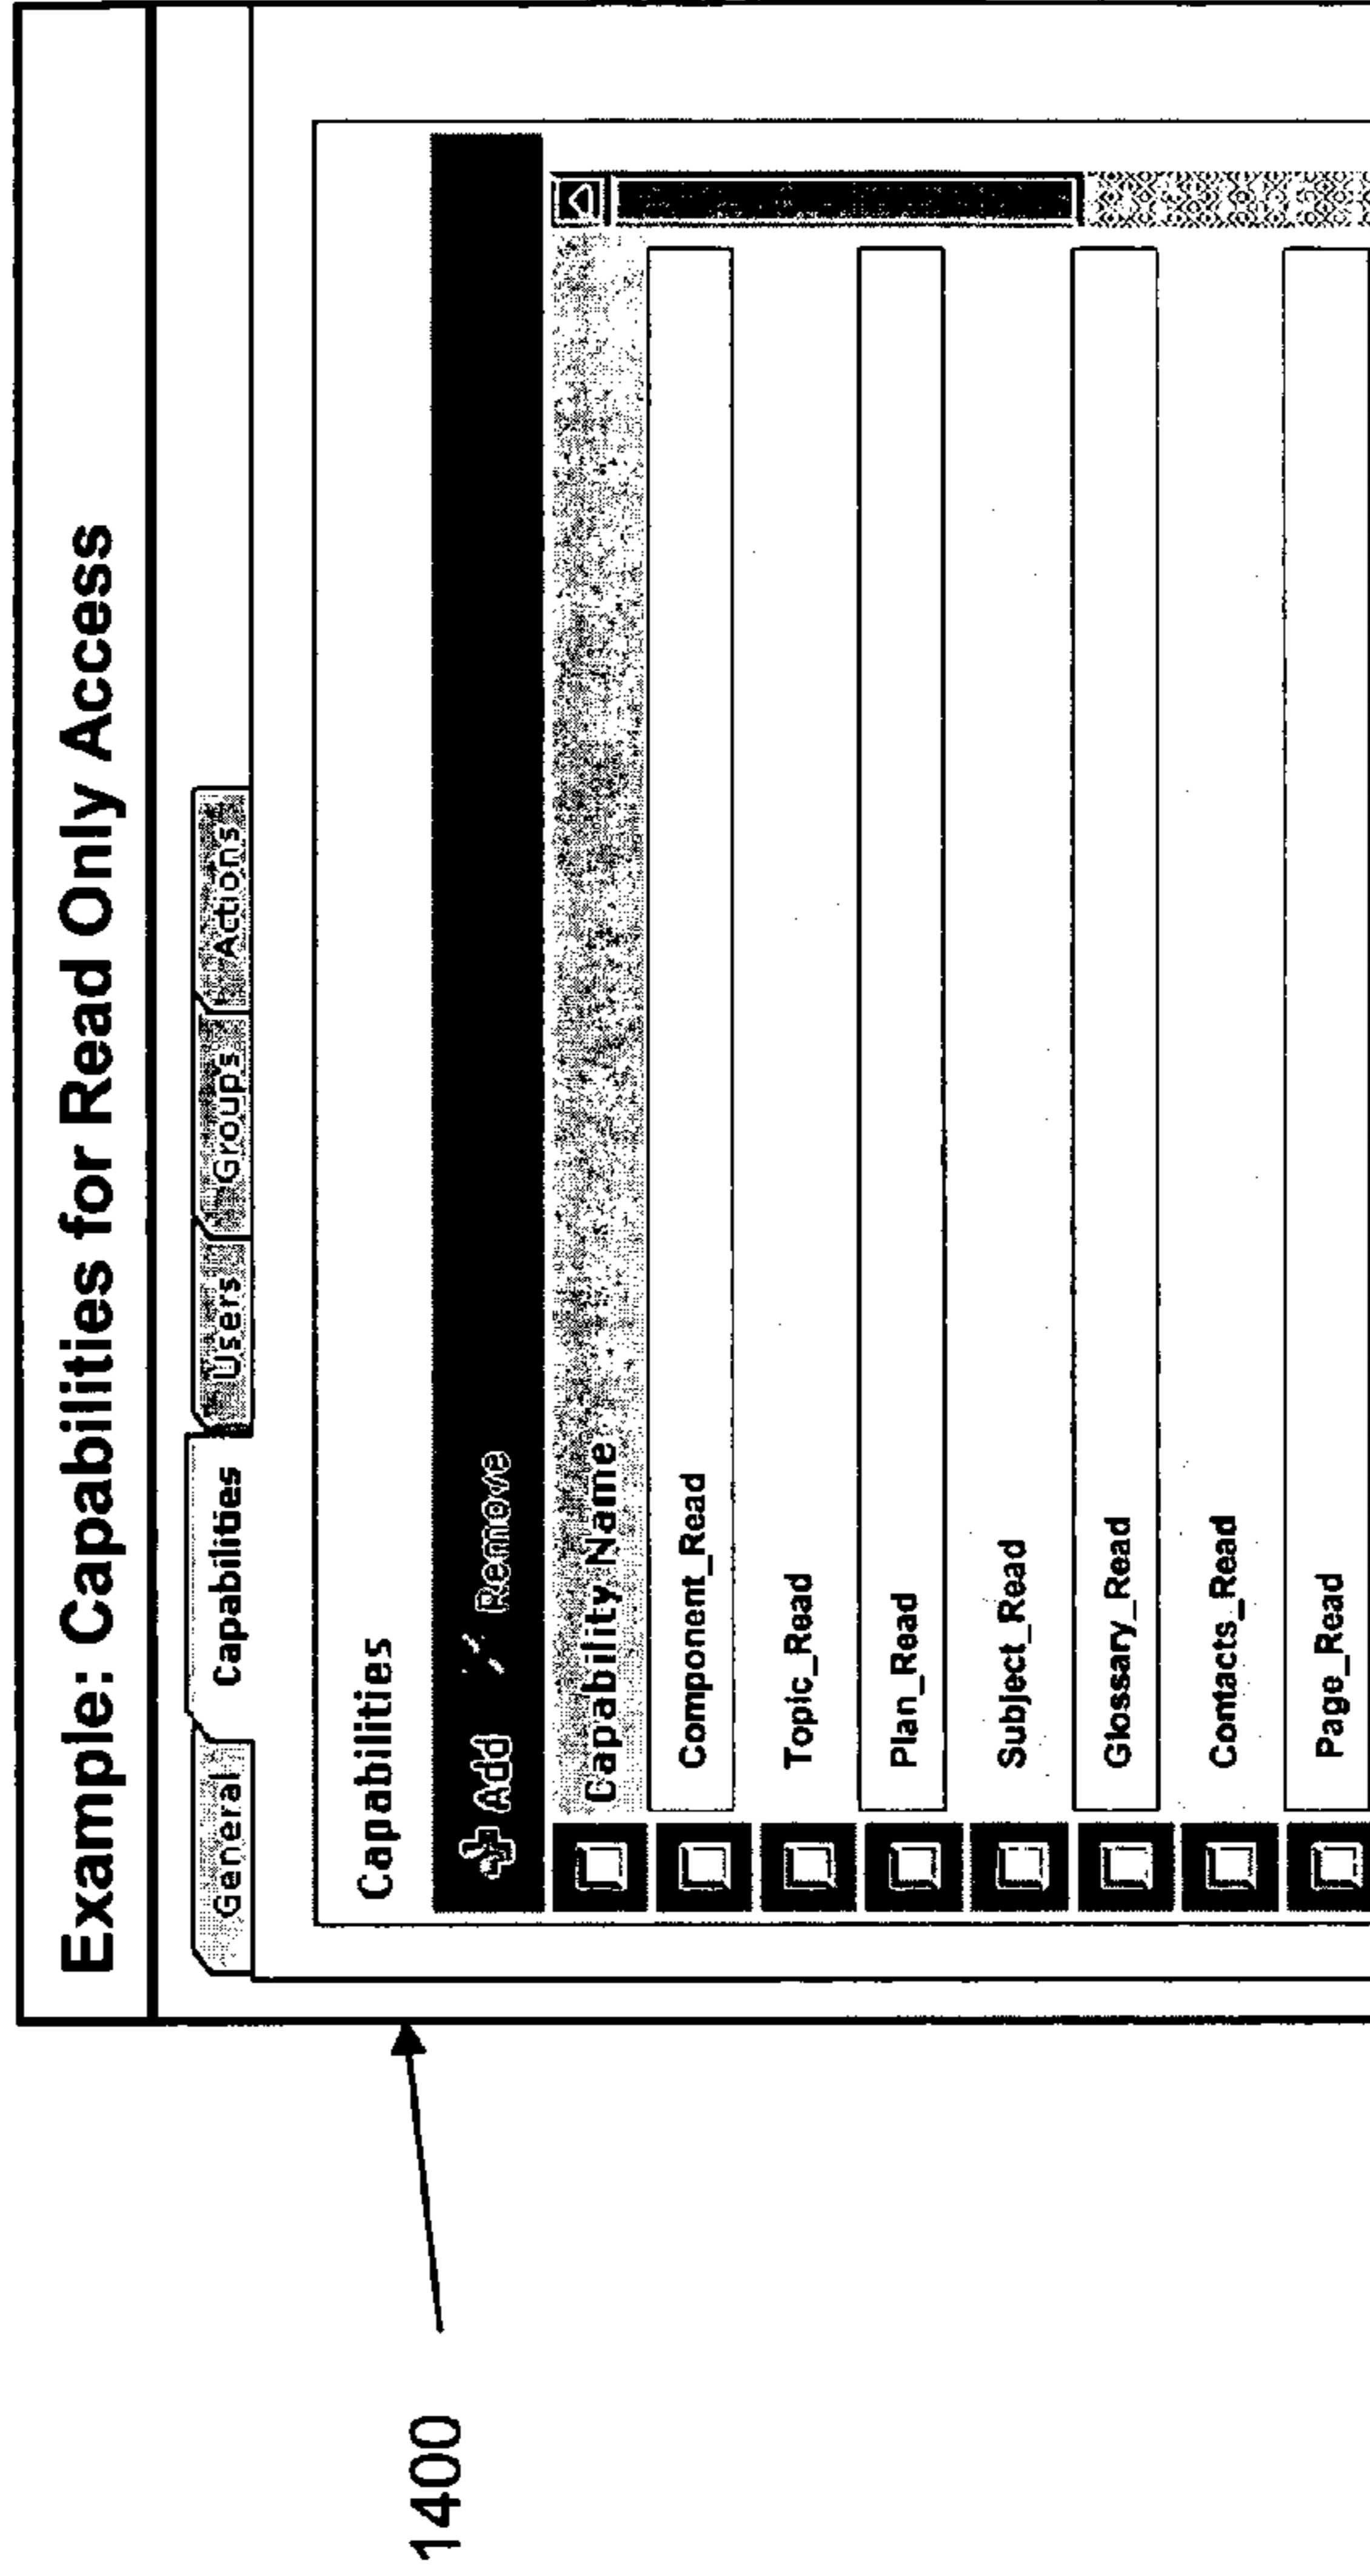 Example: Capabilities for Read Only Access
General Capabilities Users Groups Actions
Capabilities
Add Remove
Capability Name
Component_Read
Topic_Read
Plan_Read
Subject_Read
Glossary_Read
Contacts_Read
Page_Read
1400